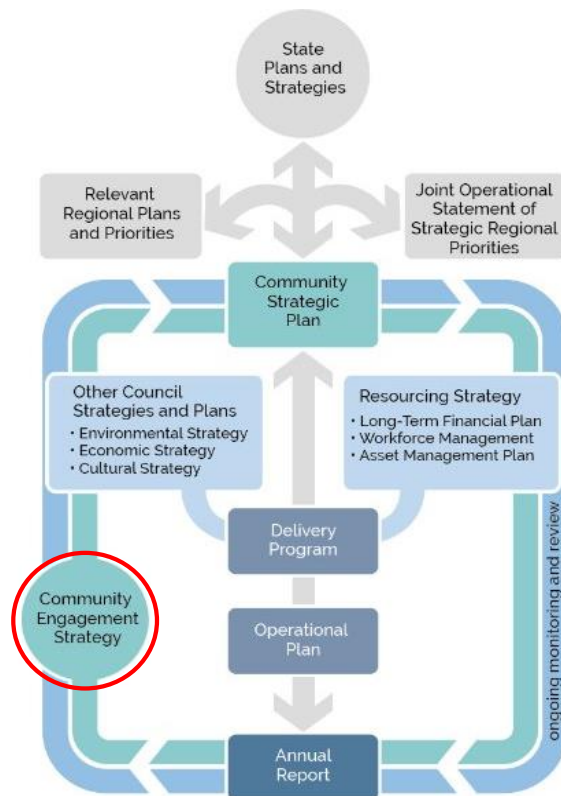 State
Plans and
Strategies
Relevant
Regional Plans
and Priorities
Joint Operational
Statement of
Strategic Regional
Priorities
Community
Strategic
Plan
Other Council
Strategies and Plans
• Environmental Strategy
• Economic Strategy
• Cultural Strategy
Resourcing Strategy
• Long-Term Financial Plan
• Workforce Management
• Asset Management Plan
Delivery
Program
Community
Engagement
Strategy
Operational
Plan
ongoing monitoring and review
Annual
Report